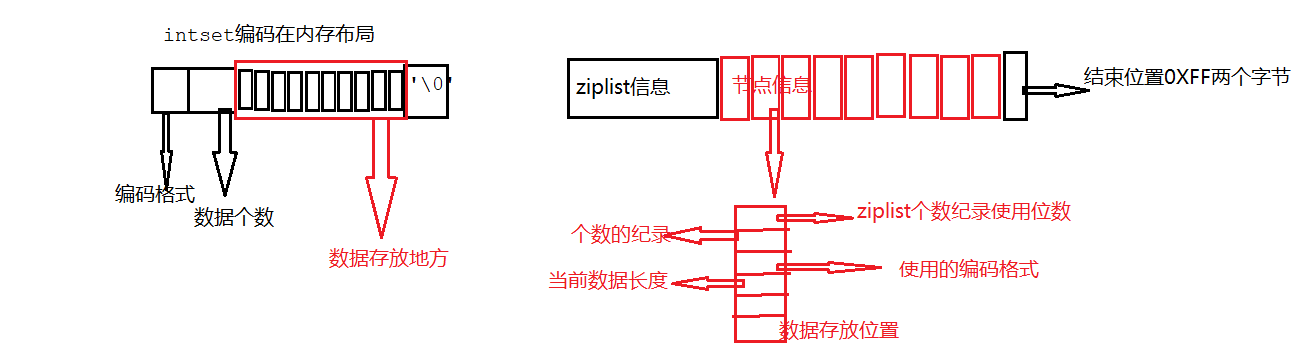 intset编码在内存布局
'\0'
编码格式
数据个数
数据存放地方
ziplist信息
节点信息
结束位置0XFF两个字节
ziplist个数纪录使用位数
个数的纪录
使用的编码格式
当前数据长度
数据存放位置